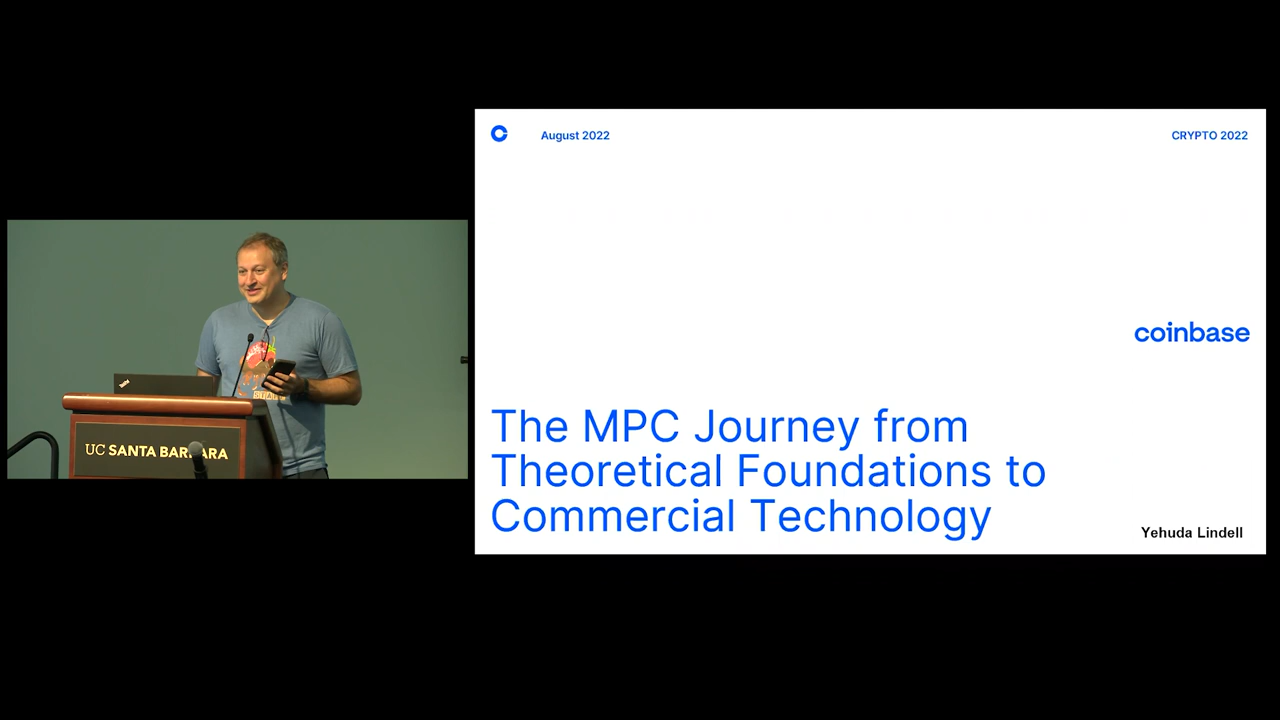 August 2022
CRYPTO 2022
coinbase
The MPC Journey from
Theoretical Foundations to
Commercial Technology
Yehuda Lindell
UC SANTA BARBARA